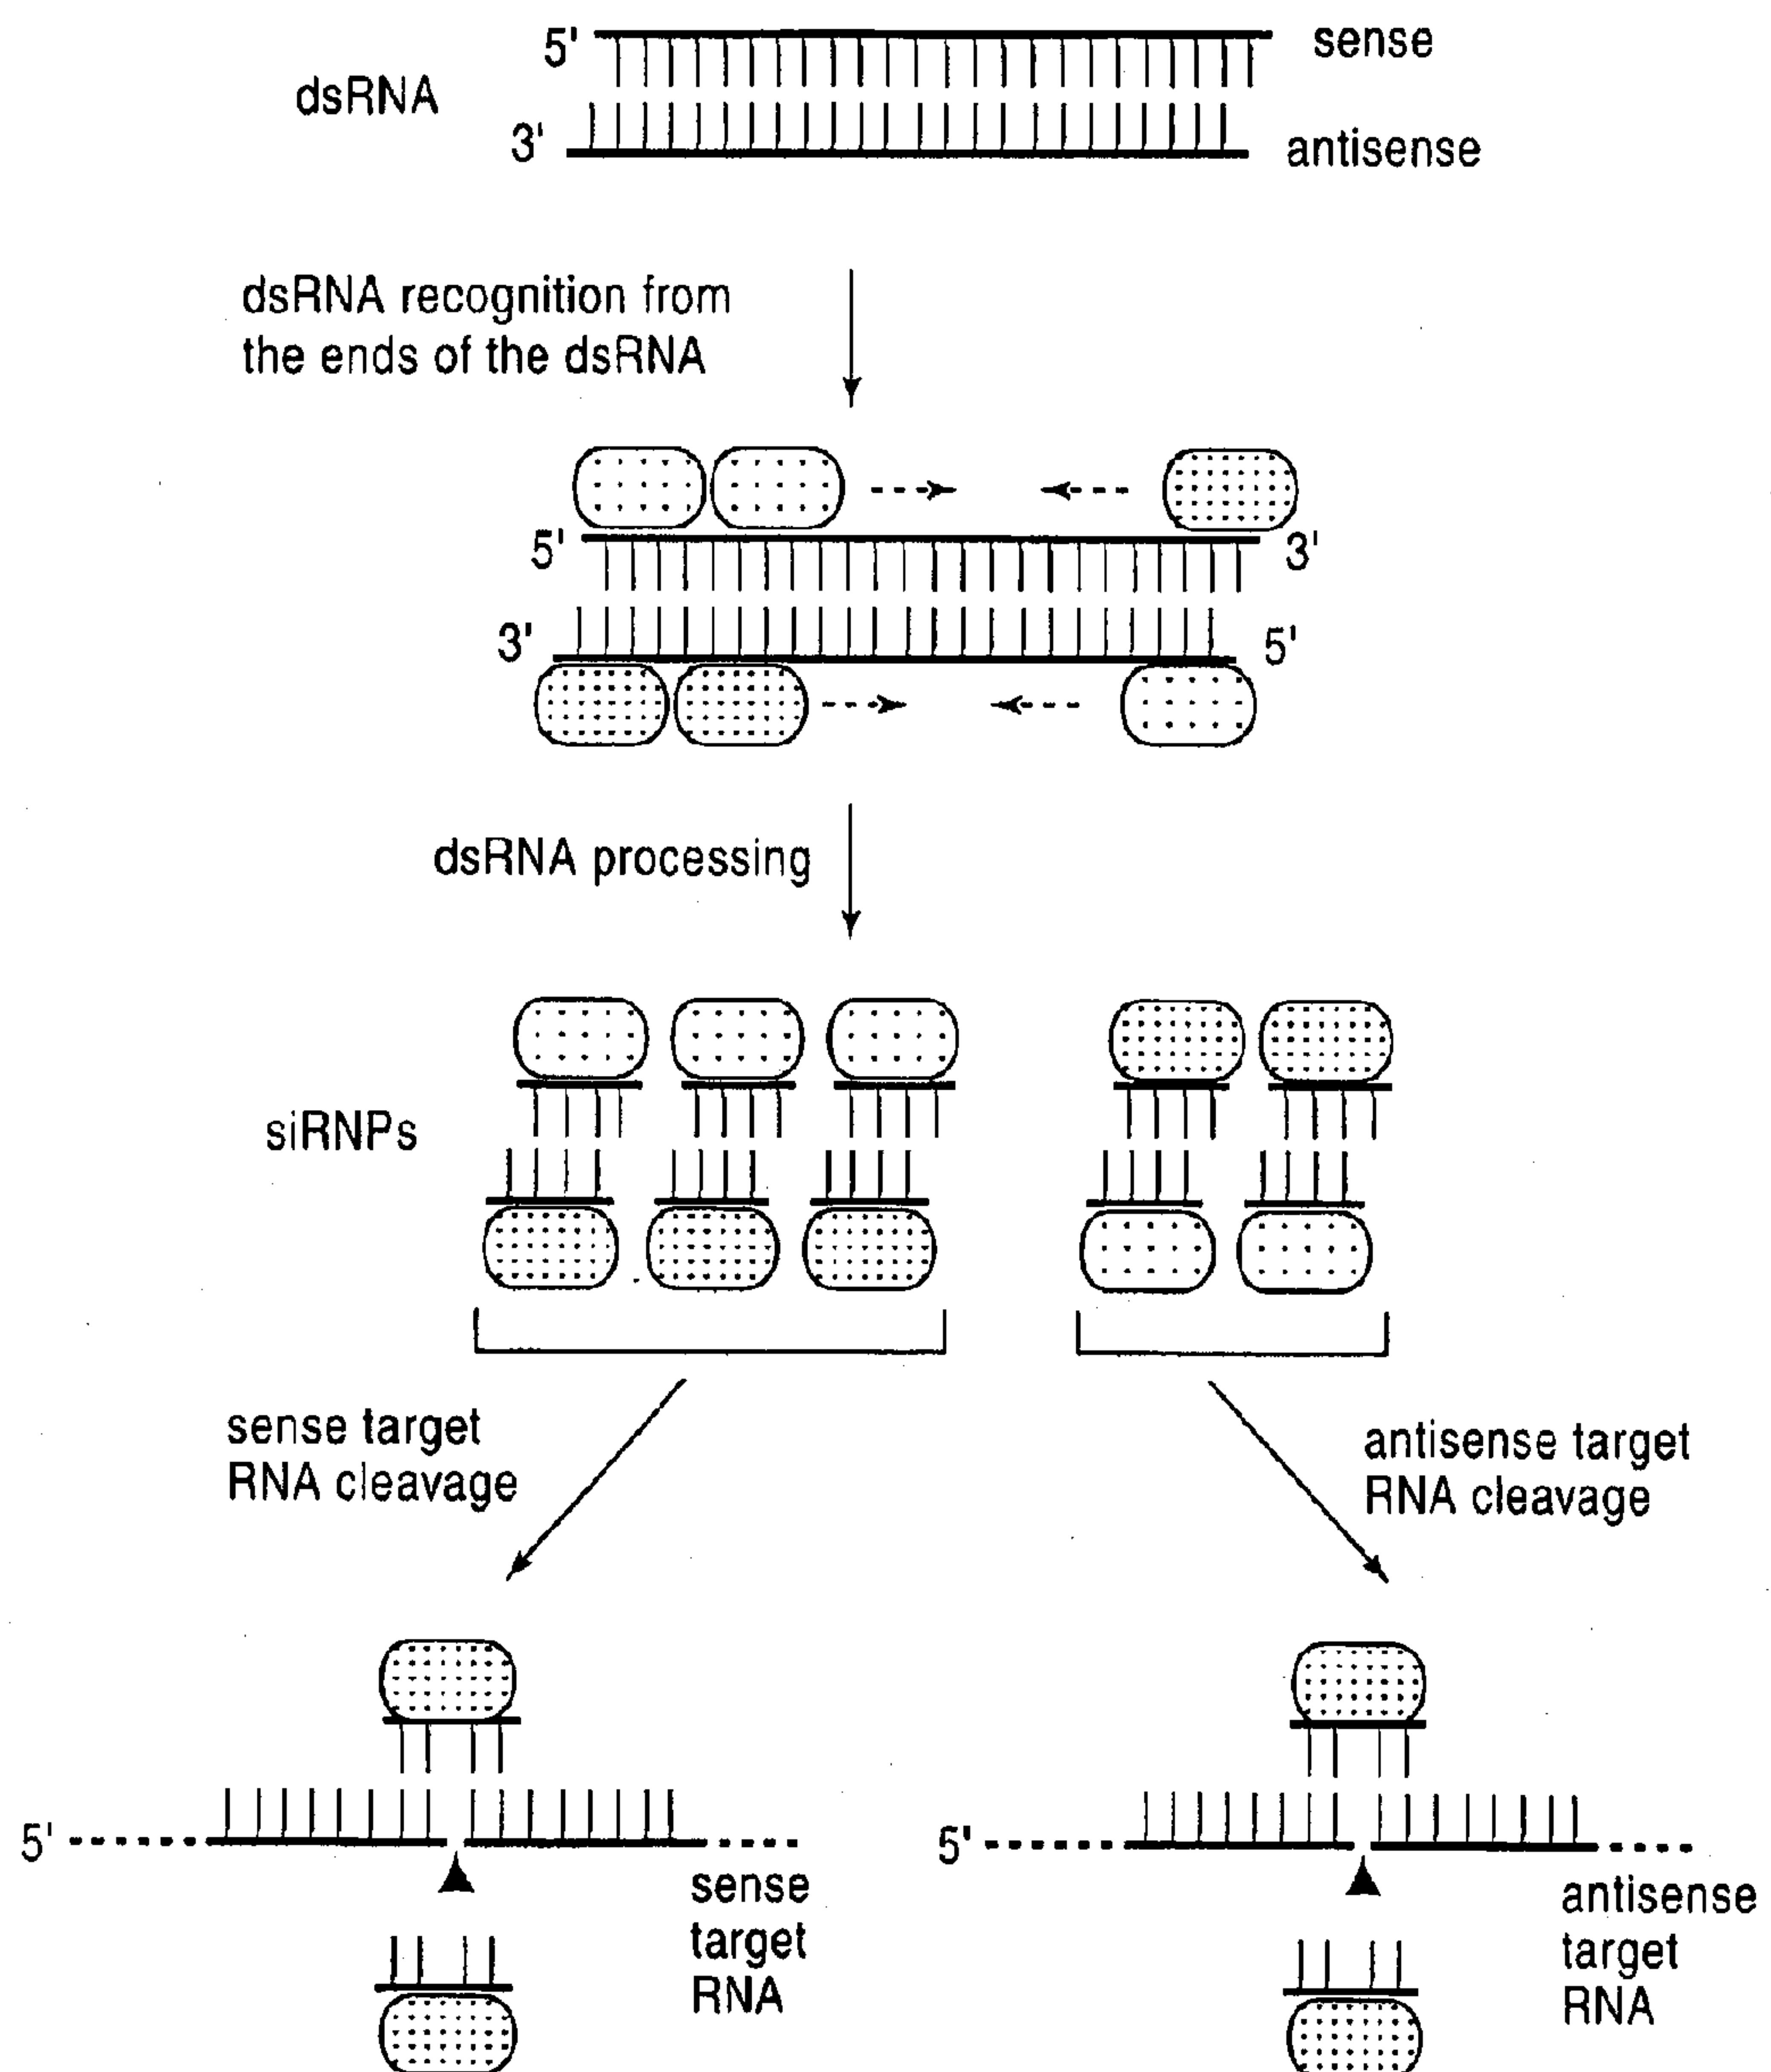 5' sense
dsRNA
3' antisense
dsRNA recognition from
the ends of the dsRNA
5' 3'
3' 5'
dsRNA processing
siRNPs
sense target
RNA cleavage
antisense target
RNA cleavage
5'
sense
target
RNA
5'
antisense
target
RNA